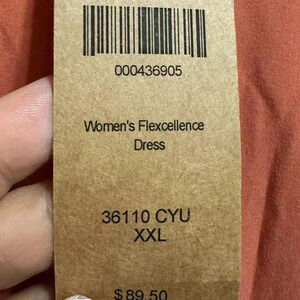 000436905
Women's Flexcellence
Dress
36110 CYU
XXL
$89.50